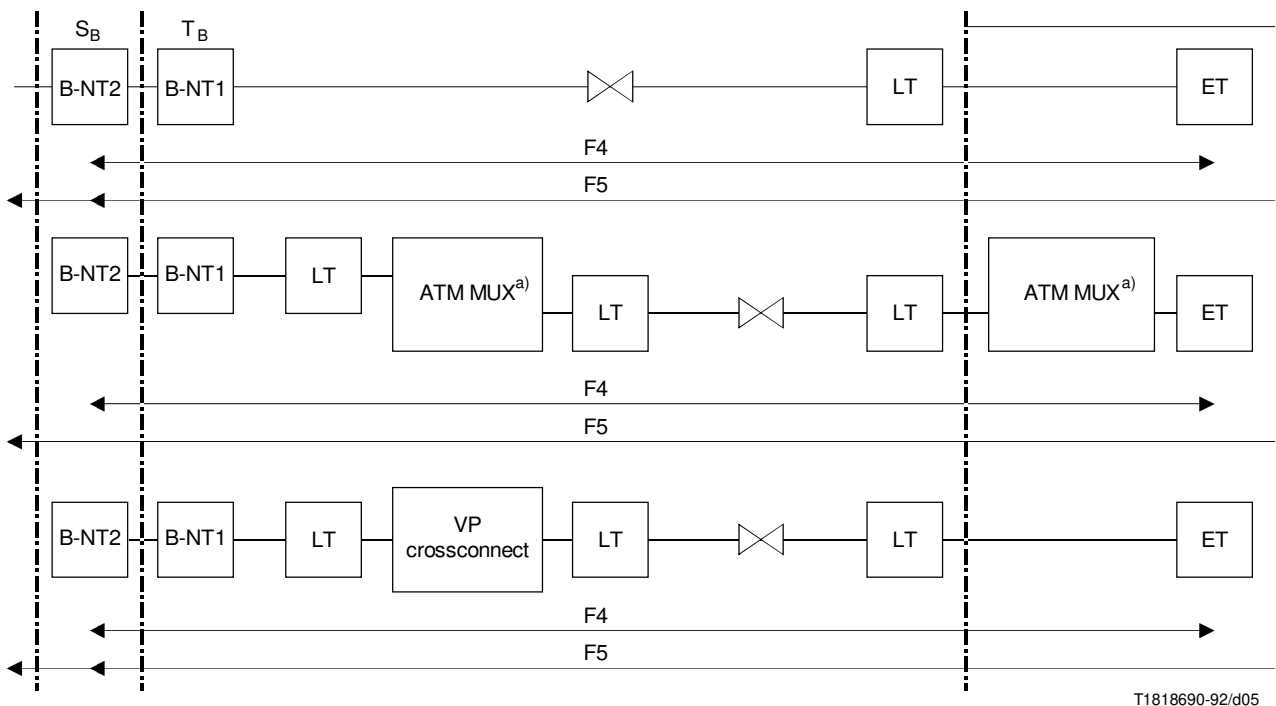 S_B T_B
B-NT2 B-NT1 LT ET
F4
F5
B-NT2 B-NT1 LT ATM MUX^a) LT LT ATM MUX^a) ET
F4
F5
B-NT2 B-NT1 LT VP crossconnect LT LT ET
F4
F5
T1818690-92/d05